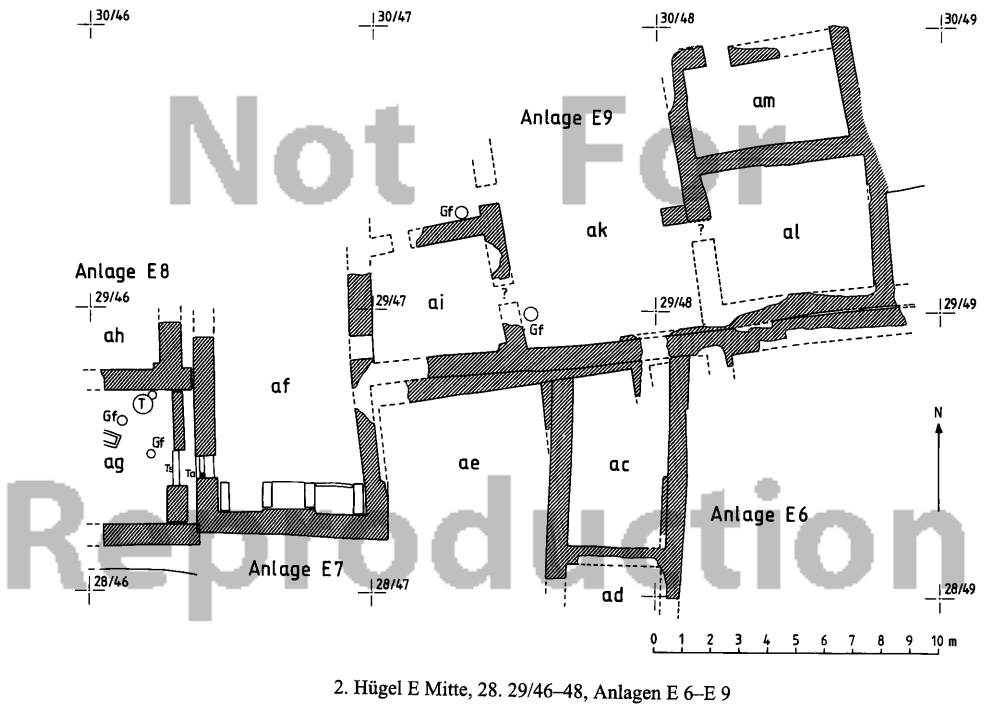 30/46
30/47
30/48
30/49
Not For
Anlage E9
am
Gf
ak
?
al
Anlage E8
29/46
29/47
ai
?
29/48
29/49
ah
Gf
af
T
Gf
Gf
ag
Ts
Ta
ae
ac
N
Anlage E6
Reproduction
Anlage E7
28/46
28/47
ad
28/49
0 1 2 3 4 5 6 7 8 9 10 m
2. Hügel E Mitte, 28. 29/46–48, Anlagen E 6–E 9